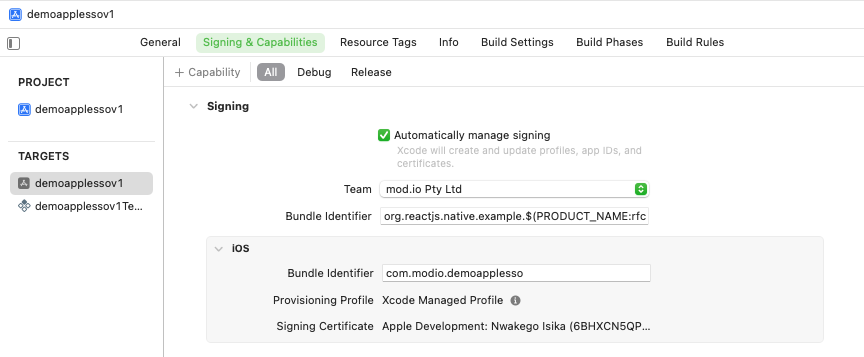 demoapplessov1
General Signing & Capabilities Resource Tags Info Build Settings Build Phases Build Rules
PROJECT
demoapplessov1
TARGETS
demoapplessov1
demoapplessov1Te...
+ Capability All Debug Release
Signing
Automatically manage signing
Xcode will create and update profiles, app IDs, and
certificates.
Team mod.io Pty Ltd
Bundle Identifier org.reactjs.native.example.$(PRODUCT_NAME:rfc
iOS
Bundle Identifier com.modio.demoapplesso
Provisioning Profile Xcode Managed Profile
Signing Certificate Apple Development: Nwakego Isika (6BHXCN5QP...